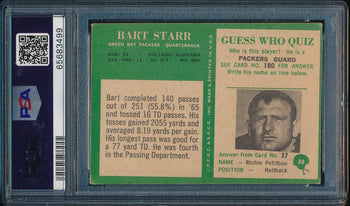 65683499
PSA
BART STARR
GREEN BAY PACKERS QUARTERBACK
Bart completed 140 passes
out of 251 (55.8%) in '65
and tossed 16 TD passes. His
tosses gained 2055 yards and
averaged 8.19 yards per gain.
His longest pass was good for
a 77 yard TD. He was fourth in
the Passing Department.
GUESS WHO QUIZ
Who is this player? He is a
PACKERS GUARD
SEE CARD NO. 180 FOR ANSWER
Write his name on line below.
Answer from Card No. 37
NAME – Richie Petitbon
POSITION – Halfback